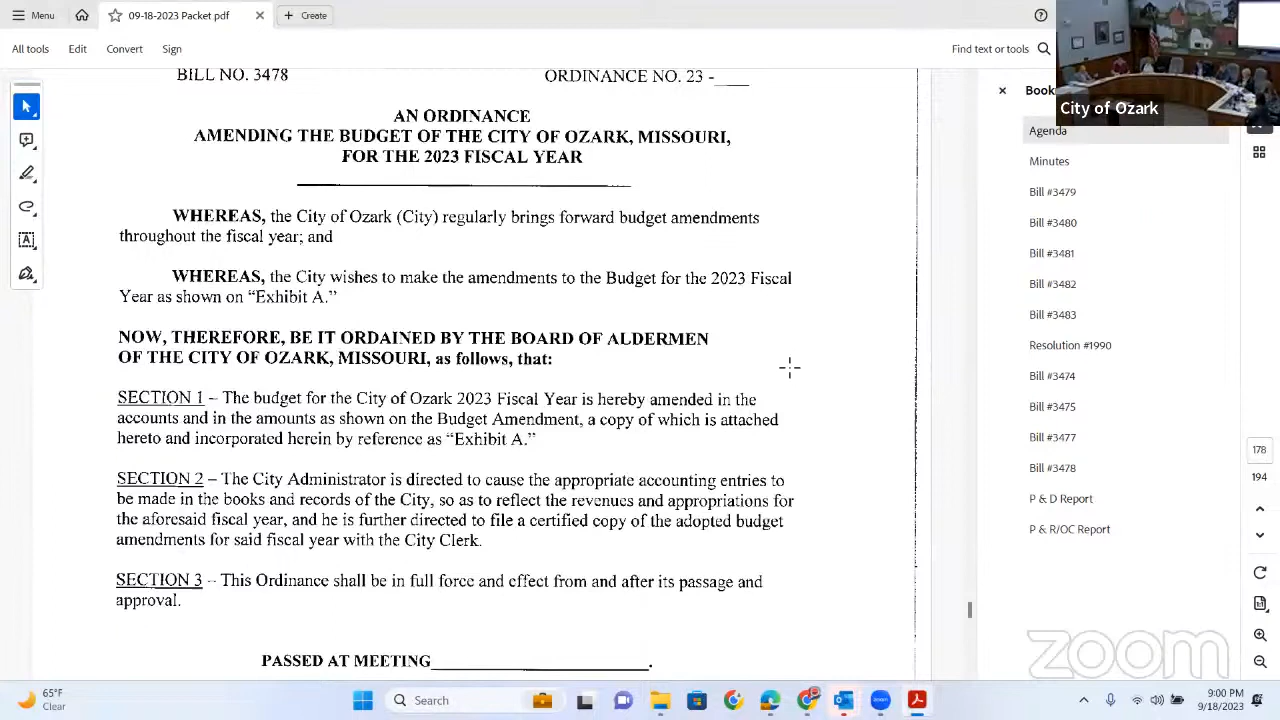 Menu
09-18-2023 Packet pdf
Create
All tools
Edit
Convert
Sign
Find text or tools
BILL NO. 3478
ORDINANCE NO. 23 -____
AN ORDINANCE
AMENDING THE BUDGET OF THE CITY OF OZARK, MISSOURI,
FOR THE 2023 FISCAL YEAR
WHEREAS, the City of Ozark (City) regularly brings forward budget amendments
throughout the fiscal year; and
WHEREAS, the City wishes to make the amendments to the Budget for the 2023 Fiscal
Year as shown on “Exhibit A.”
NOW, THEREFORE, BE IT ORDAINED BY THE BOARD OF ALDERMEN
OF THE CITY OF OZARK, MISSOURI, as follows, that:
SECTION 1 – The budget for the City of Ozark 2023 Fiscal Year is hereby amended in the
accounts and in the amounts as shown on the Budget Amendment, a copy of which is attached
hereto and incorporated herein by reference as “Exhibit A.”
SECTION 2 – The City Administrator is directed to cause the appropriate accounting entries to
be made in the books and records of the City, so as to reflect the revenues and appropriations for
the aforesaid fiscal year, and he is further directed to file a certified copy of the adopted budget
amendments for said fiscal year with the City Clerk.
SECTION 3 – This Ordinance shall be in full force and effect from and after its passage and
approval.
PASSED AT MEETING____________________.
Book
City of Ozark
Agenda
Minutes
Bill #3479
Bill #3480
Bill #3481
Bill #3482
Bill #3483
Resolution #1990
Bill #3474
Bill #3475
Bill #3477
Bill #3478
P & D Report
P & R/OC Report
178
194
zoom
65°F
Clear
Search
9:00 PM
9/18/2023